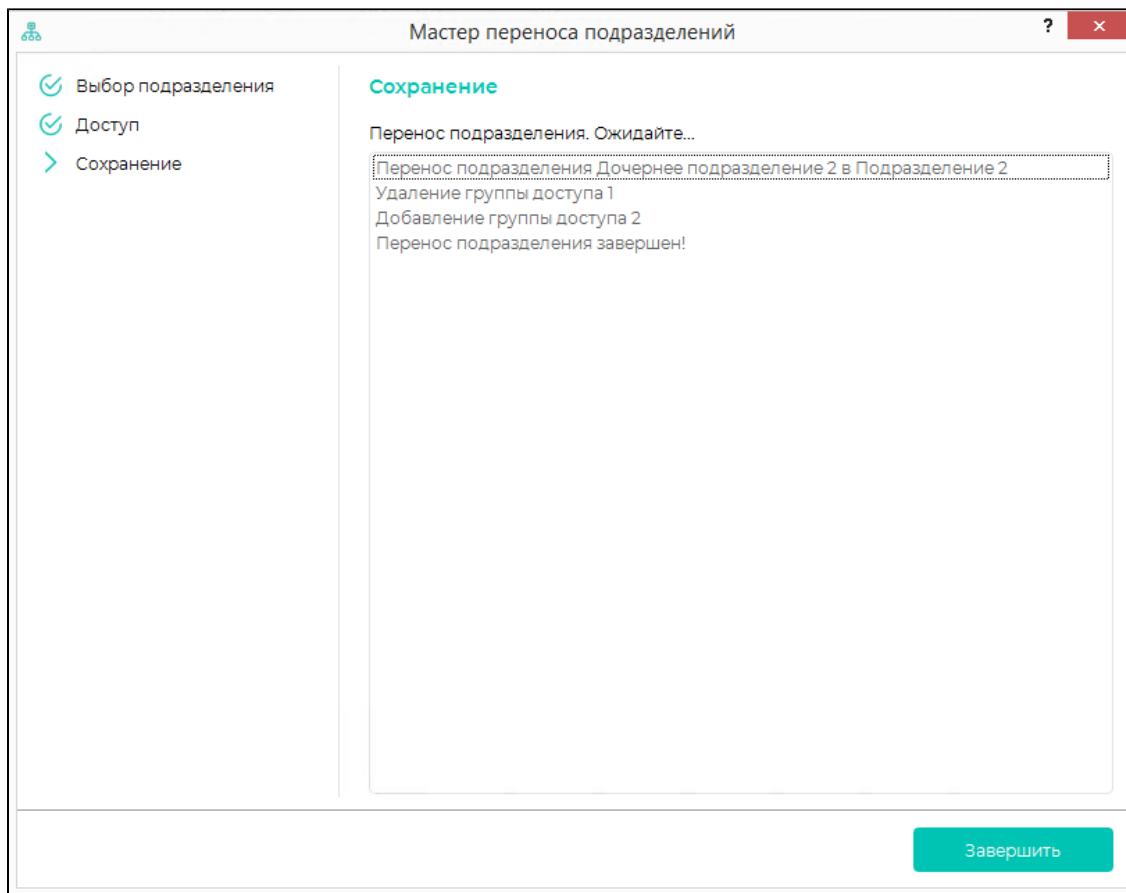 Мастер переноса подразделений
?
Выбор подразделения
Доступ
Сохранение
Сохранение
Перенос подразделения. Ожидайте...
Перенос подразделения Дочернее подразделение 2 в Подразделение 2
Удаление группы доступа 1
Добавление группы доступа 2
Перенос подразделения завершен!
Завершить